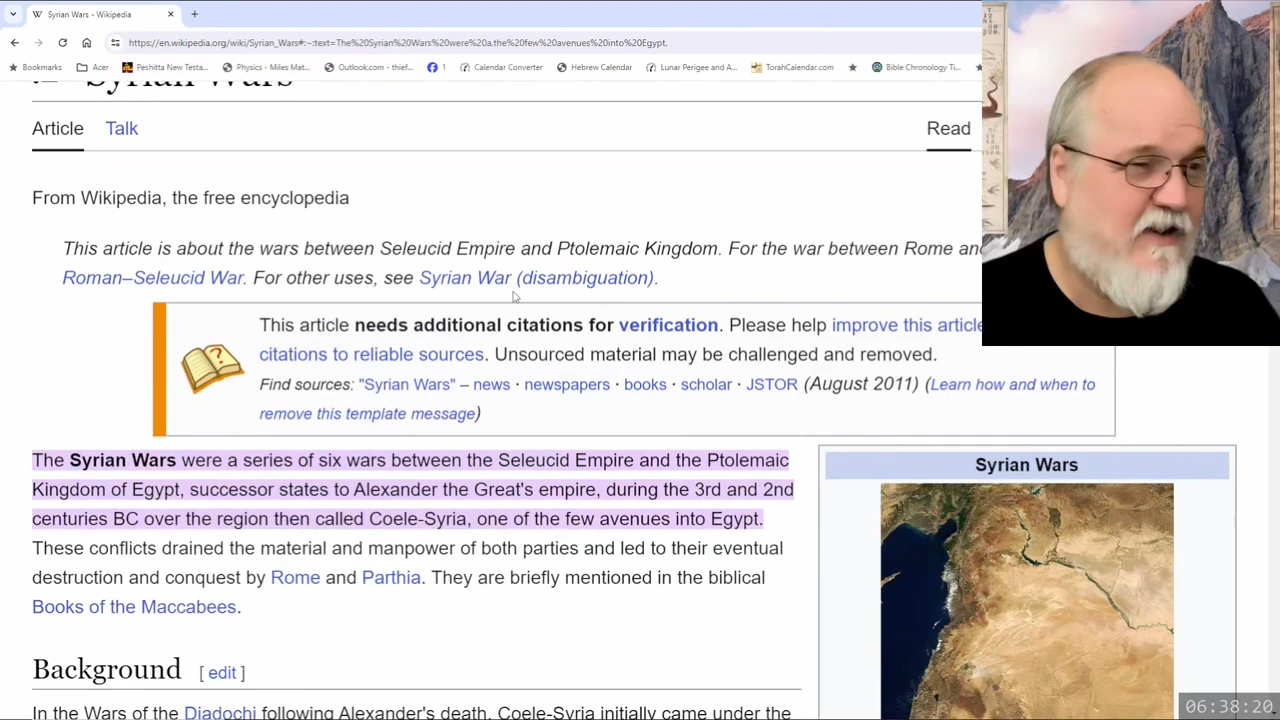 Syrian Wars - Wikipedia
https://en.wikipedia.org/wiki/Syrian_Wars#:~:text=The%20Syrian%20Wars%20were%20a,the%20few%20avenues%20into%20Egypt.
Bookmarks Acer Peshitta New Testa... Physics - Miles Mat... Outlook.com - thief... 1 Calendar Converter Hebrew Calendar Lunar Perigee and A... TorahCalendar.com Bible Chronology Ti...
Syrian Wars
Article Talk Read
From Wikipedia, the free encyclopedia
This article is about the war between Seleucid Empire and Ptolemaic Kingdom. For the war between Rome and
Roman–Seleucid War. For other uses, see Syrian War (disambiguation).
This article needs additional citations for verification. Please help improve this article
citations to reliable sources. Unsourced material may be challenged and removed.
Find sources: "Syrian Wars" – news · newspapers · books · scholar · JSTOR (August 2011) (Learn how and when to
remove this template message)
The Syrian Wars were a series of six wars between the Seleucid Empire and the Ptolemaic
Kingdom of Egypt, successor states to Alexander the Great's empire, during the 3rd and 2nd
centuries BC over the region then called Coele-Syria, one of the few avenues into Egypt.
These conflicts drained the material and manpower of both parties and led to their eventual
destruction and conquest by Rome and Parthia. They are briefly mentioned in the biblical
Books of the Maccabees.
Syrian Wars
Background [ edit ]
In the Wars of the Diadochi following Alexander's death, Coele-Syria initially came under the
06:38:20